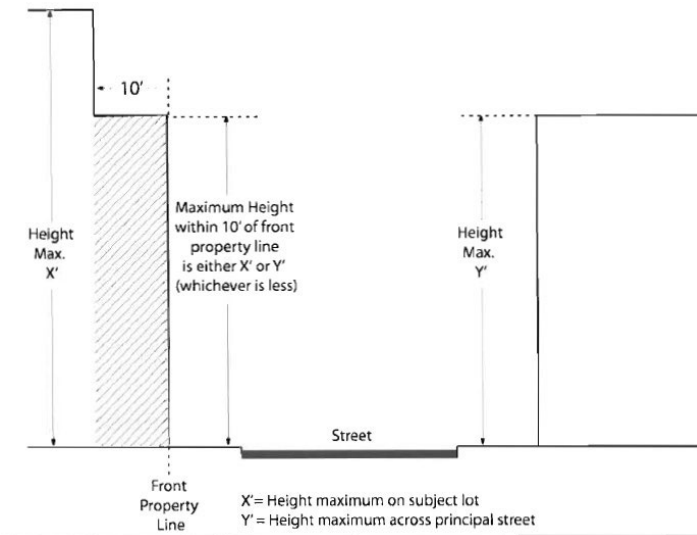 10'
Height
Max.
X'
Maximum Height
within 10' of front
property line
is either X' or Y'
(whichever is less)
Height
Max.
Y'
Street
Front
Property
Line
X'= Height maximum on subject lot
Y'= Height maximum across principal street